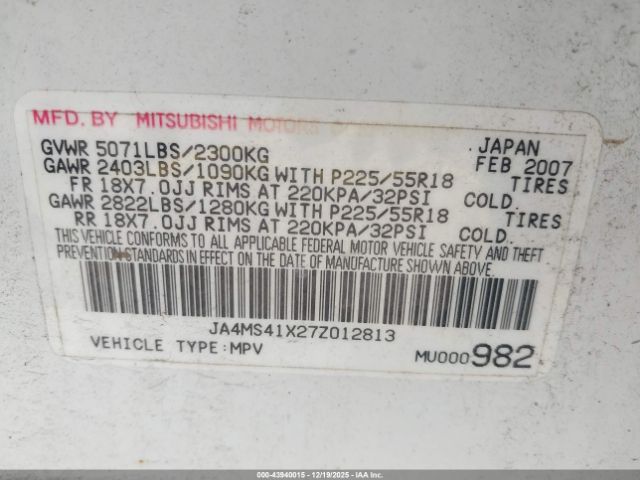 MFD. BY MITSUBISHI MOTORS
JAPAN
GVWR 5071LBS/2300KG FEB 2007
GAWR 2403LBS/1090KG WITH P225/55R18 TIRES
FR 18X7.0JJ RIMS AT 220KPA/32PSI COLD.
GAWR 2822LBS/1280KG WITH P225/55R18 TIRES
RR 18X7.0JJ RIMS AT 220KPA/32PSI COLD.
THIS VEHICLE CONFORMS TO ALL APPLICABLE FEDERAL MOTOR VEHICLE SAFETY AND THEFT
PREVENTION STANDARDS IN EFFECT ON THE DATE OF MANUFACTURE SHOWN ABOVE.
JA4MS41X27Z012813
VEHICLE TYPE:MPV MU000982
000-43940015 - 12/19/2025 - IAAI.COM